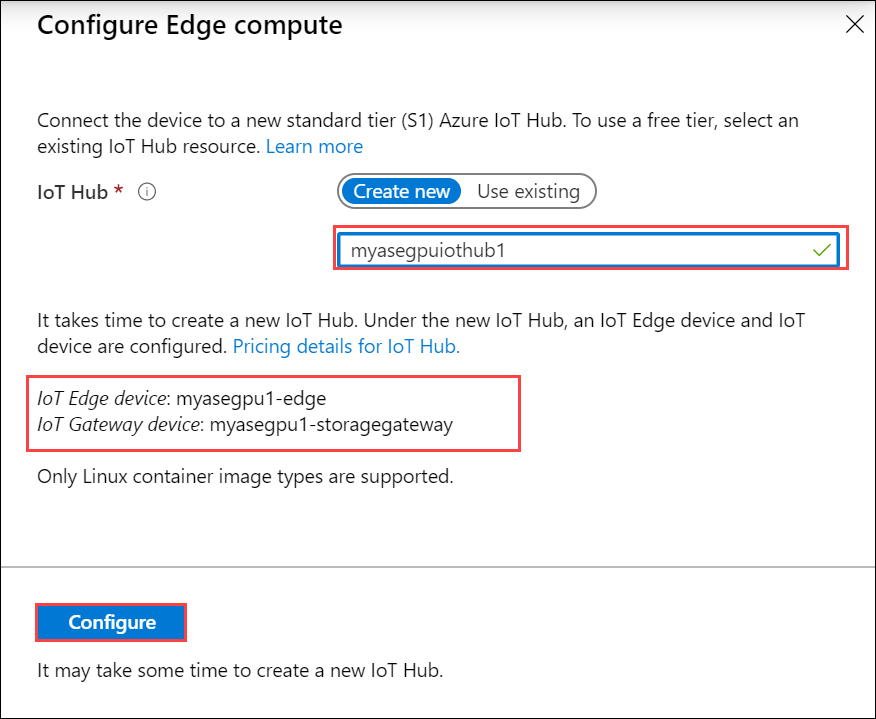 Configure Edge compute
Connect the device to a new standard tier (S1) Azure IoT Hub. To use a free tier, select an
existing IoT Hub resource. Learn more
IoT Hub *
Create new Use existing
myasegpuiothub1
It takes time to create a new IoT Hub. Under the new IoT Hub, an IoT Edge device and IoT
device are configured. Pricing details for IoT Hub.
IoT Edge device: myasegpu1-edge
IoT Gateway device: myasegpu1-storagegateway
Only Linux container image types are supported.
Configure
It may take some time to create a new IoT Hub.